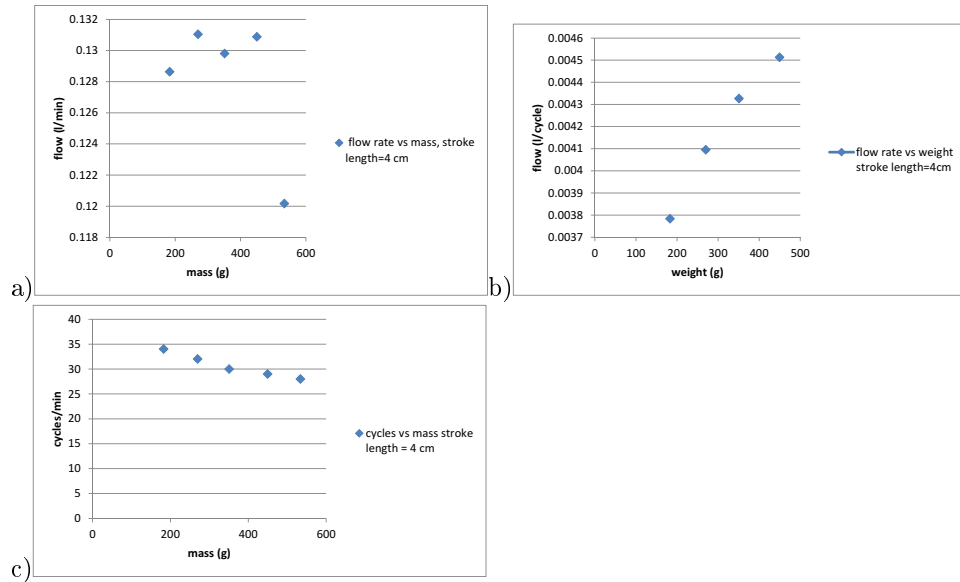 0.132
0.13
0.128
0.126
0.124
0.122
0.12
0.118
flow (l/min)
0 200 400 600
mass (g)
flow rate vs mass, stroke
length=4 cm
a)
0.0046
0.0045
0.0044
0.0043
0.0042
0.0041
0.004
0.0039
0.0038
0.0037
flow (l/cycle)
0 100 200 300 400 500
weight (g)
flow rate vs weight
stroke length=4cm
b)
40
35
30
25
20
15
10
5
0
cycles/min
0 200 400 600
mass (g)
cycles vs mass stroke
length = 4 cm
c)